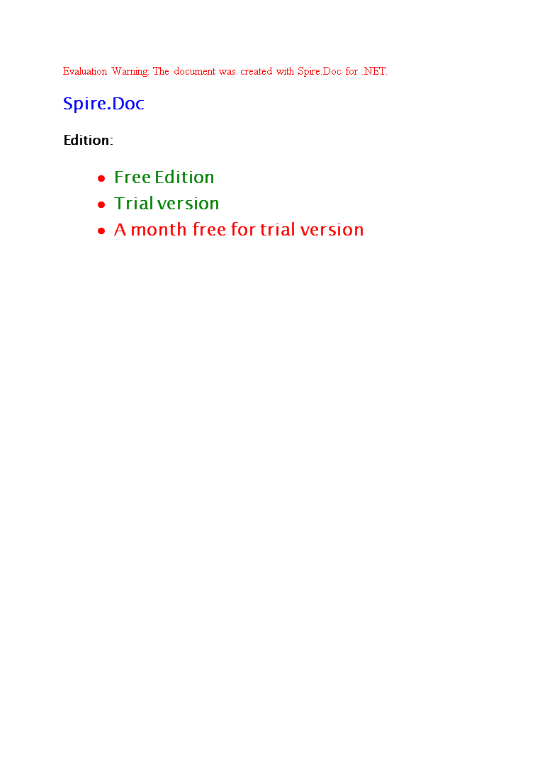 Evaluation Warning: The document was created with Spire.Doc for .NET.
Spire.Doc
Edition:
• Free Edition
• Trial version
• A month free for trial version